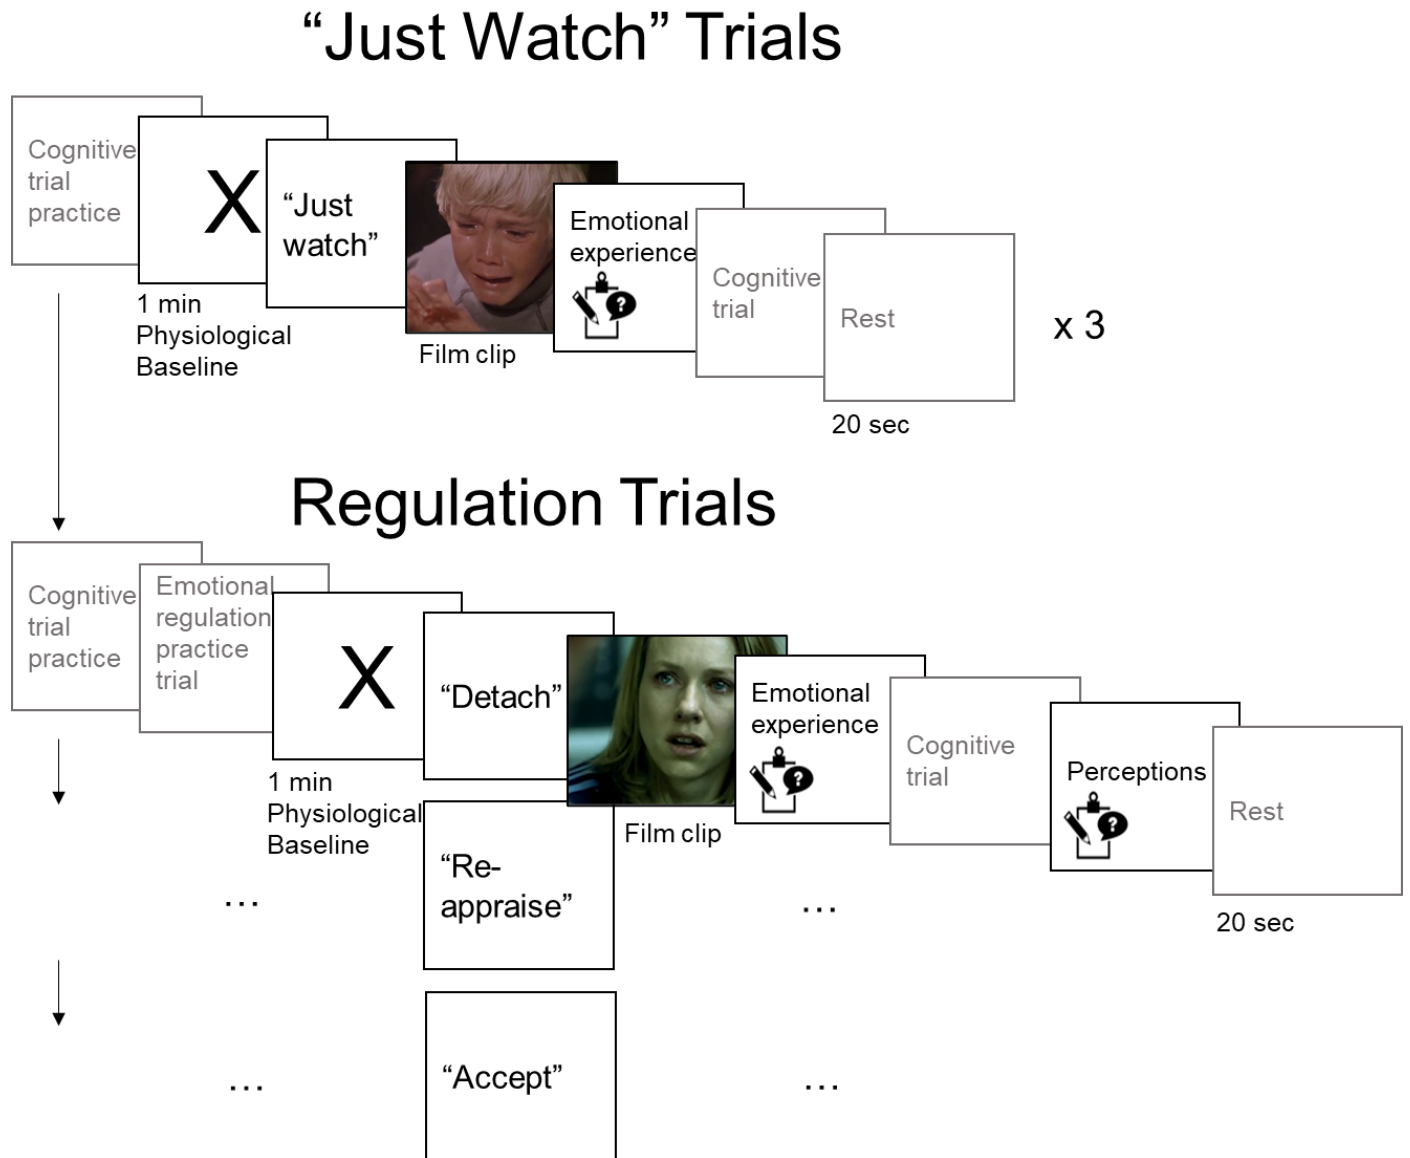 “Just Watch” Trials
Cognitive
trial
practice
X
1 min
Physiological
Baseline
“Just
watch”
Film clip
Emotional
experience
?
Cognitive
trial
Rest
20 sec
x 3
Regulation Trials
Cognitive
trial
practice
Emotional
regulation
practice
trial
X
1 min
Physiological
Baseline
“Detach”
Film clip
Emotional
experience
?
Cognitive
trial
Perceptions
?
Rest
20 sec
...
“Re-
appraise”
...
...
“Accept”
...